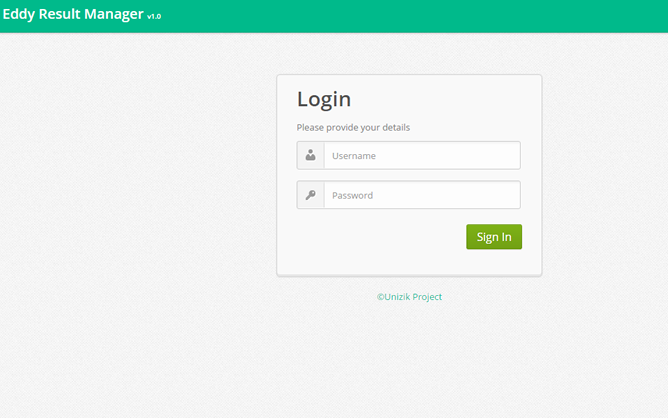 Eddy Result Manager v1.0
Login
Please provide your details
Username
Password
Sign In
©Unizik Project